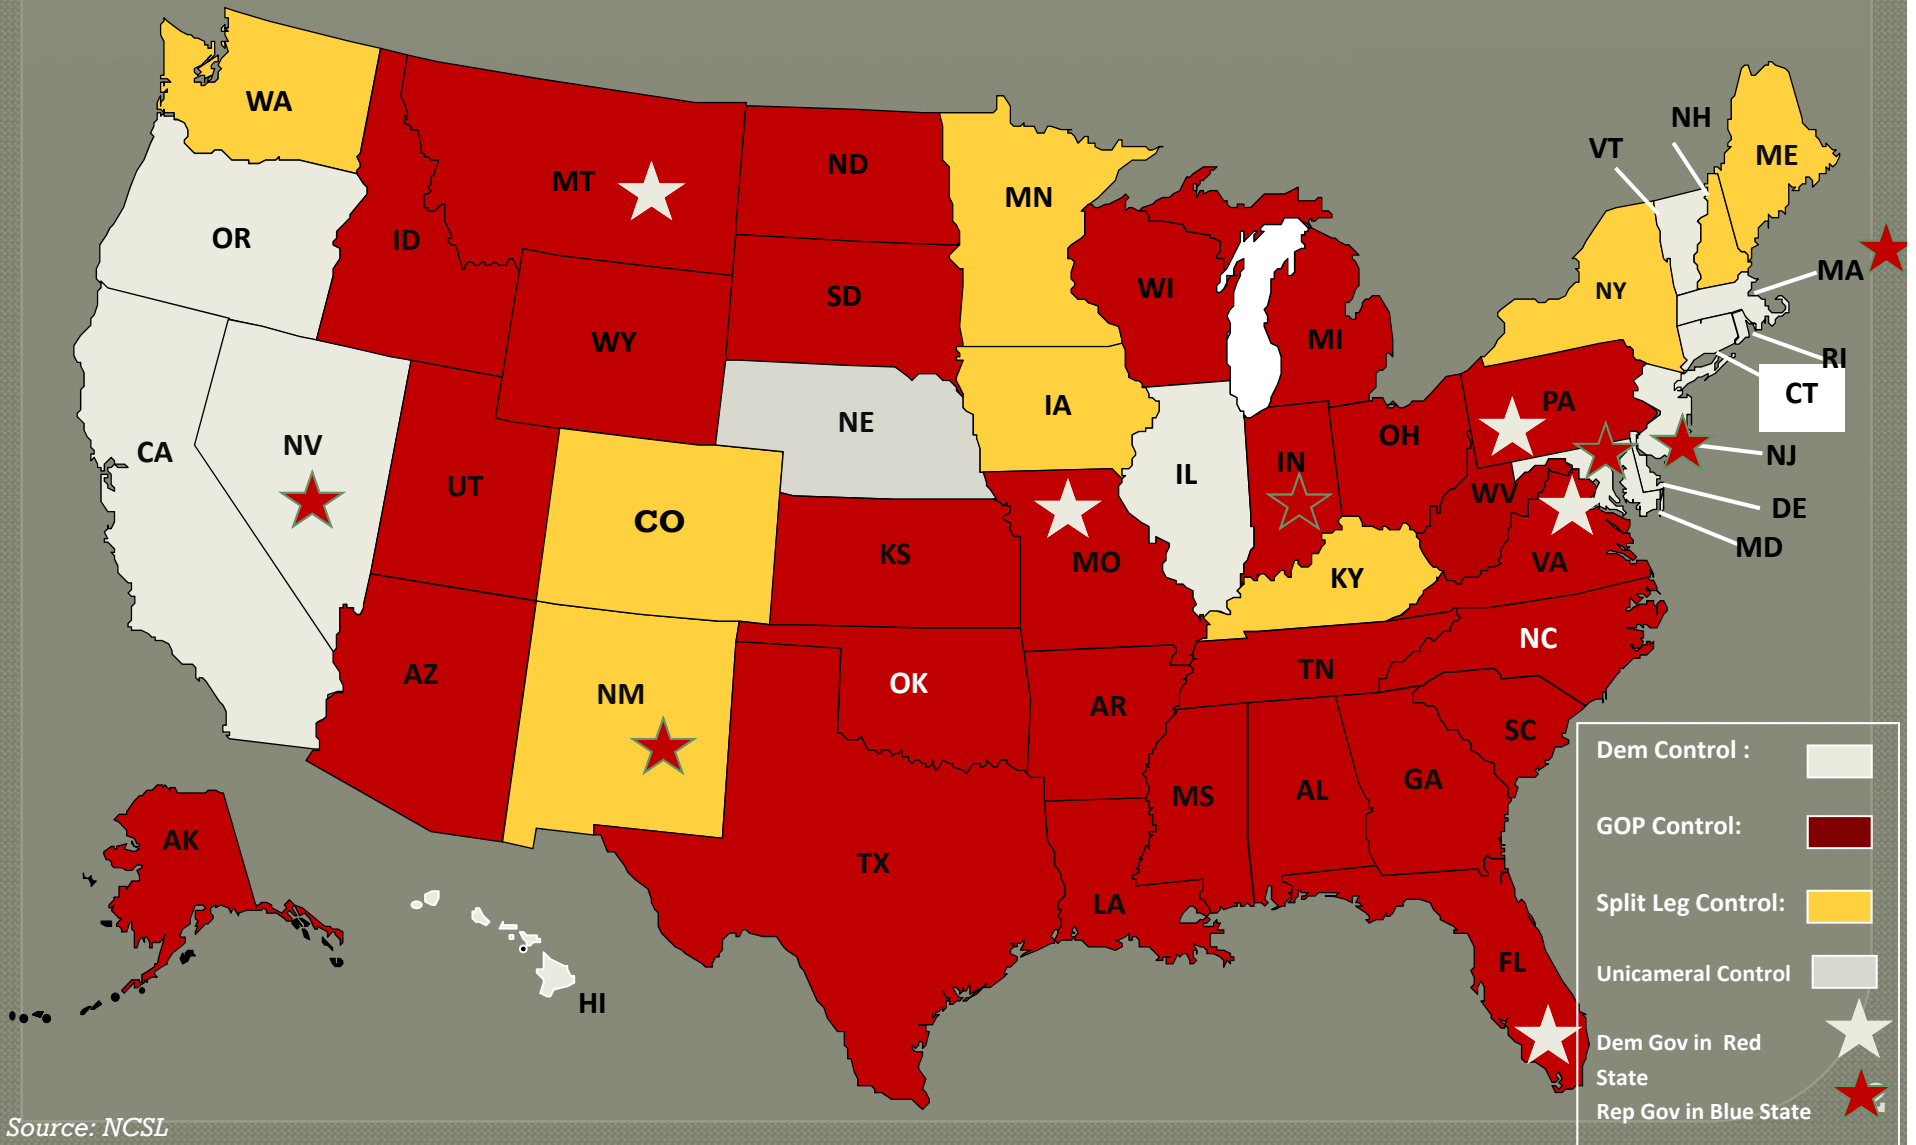 WA
NH
VT
ME
MT
ND
MN
OR
ID
MA
SD
WI
NY
WY
MI
RI
CT
IA
PA
NE
OH
CA
NV
NJ
IN
IL
UT
WV
DE
CO
MD
KS
MO
VA
KY
NC
AZ
TN
NM
OK
AR
SC
Dem Control :
GA
MS
AL
GOP Control:
AK
TX
LA
Split Leg Control:
FL
Unicameral Control
HI
Dem Gov in Red
State
Rep Gov in Blue State
Source: NCSL